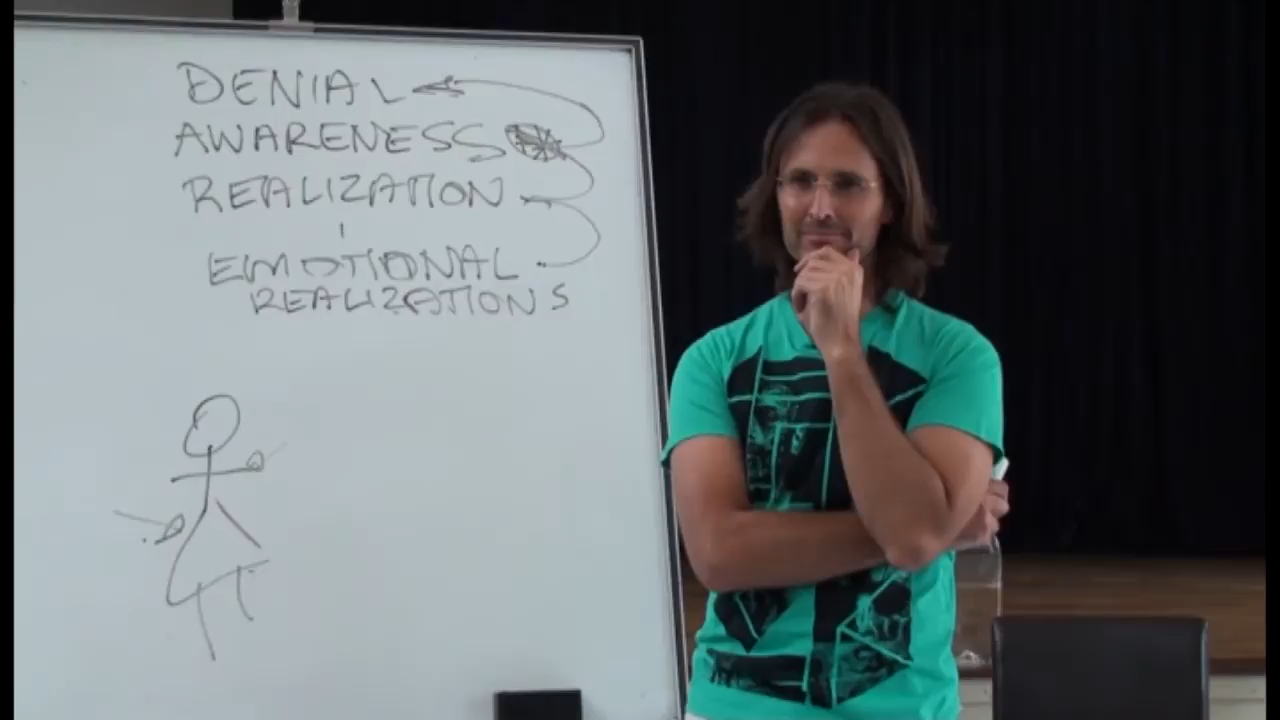 DENIAL
AWARENESS
REALIZATION
EMOTIONAL
REALIZATIONS